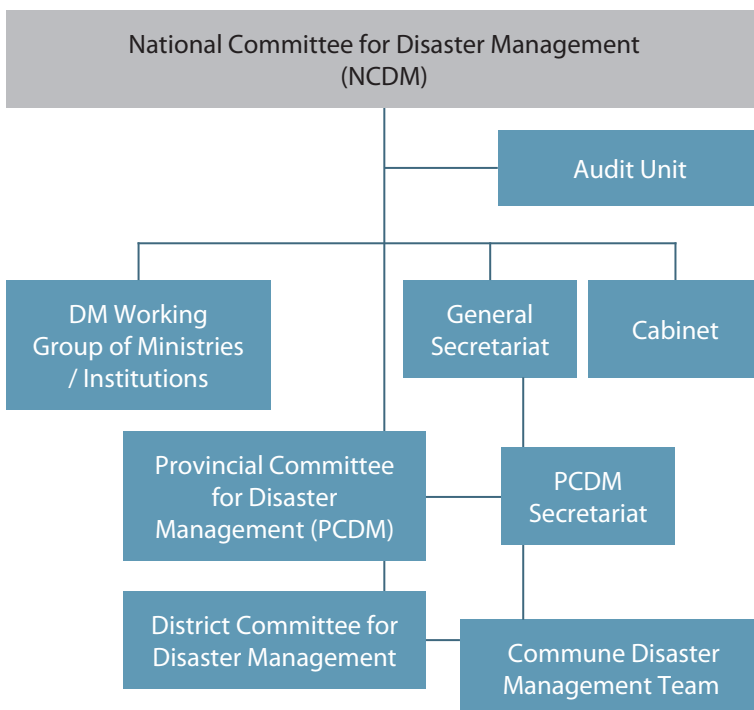 National Committee for Disaster Management
(NCDM)
Audit Unit
DM Working
Group of Ministries
/ Institutions
General
Secretariat
Cabinet
Provincial Committee
for Disaster
Management (PCDM)
PCDM
Secretariat
District Committee for
Disaster Management
Commune Disaster
Management Team